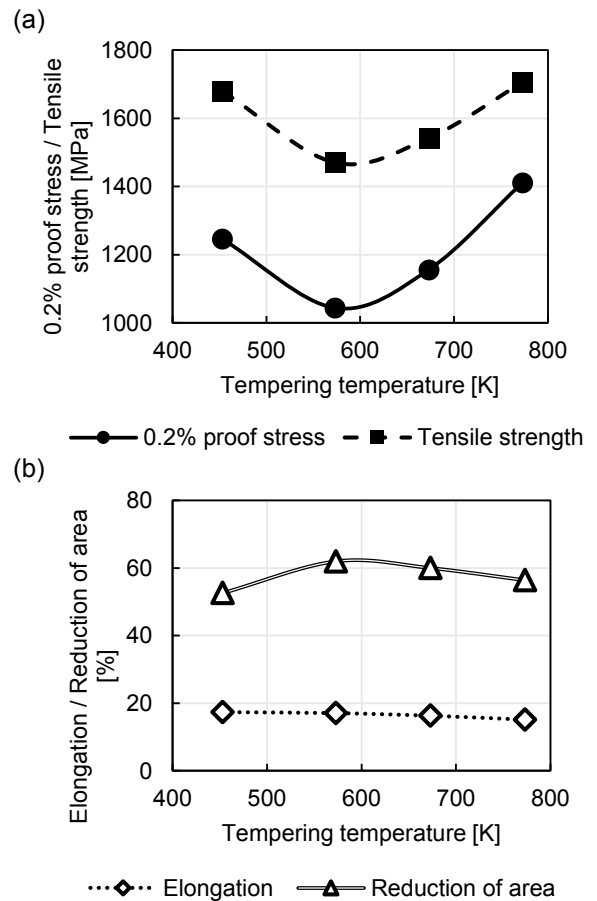 (a)
0.2% proof stress / Tensile
strength [MPa]
1800
1600
1400
1200
1000
400 500 600 700 800
Tempering temperature [K]
0.2% proof stress Tensile strength
(b)
Elongation / Reduction of area
[%]
80
60
40
20
0
400 500 600 700 800
Tempering temperature [K]
Elongation Reduction of area